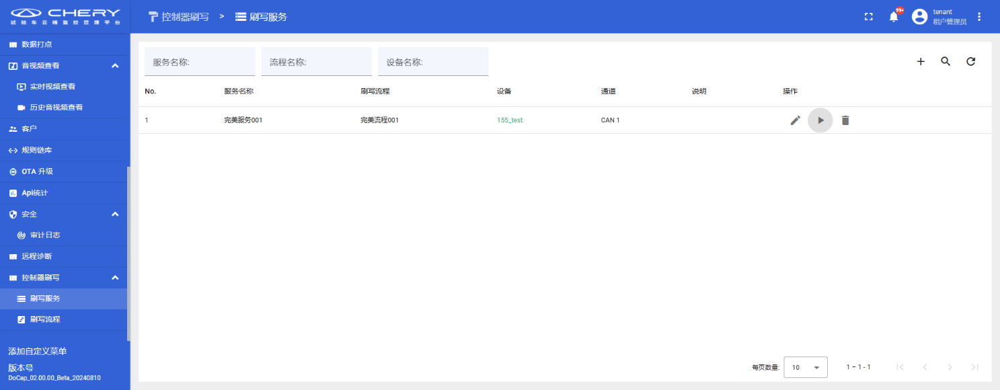 CHERY
试验车云端监控管理平台
控制器刷写 > 刷写服务
99+
tenant
租户管理员
数据打点
音视频查看
实时视频查看
历史音视频查看
客户
规则链库
OTA 升级
Api统计
安全
审计日志
远程诊断
控制器刷写
刷写服务
刷写流程
添加自定义菜单
版本号
DoCap_02.00.00_Beta_20240810
服务名称: 流程名称: 设备名称:
No. 服务名称 刷写流程 设备 通道 说明 操作
1 完美服务001 完美流程001 155_test CAN 1
每页数量: 10 1 – 1 - 1